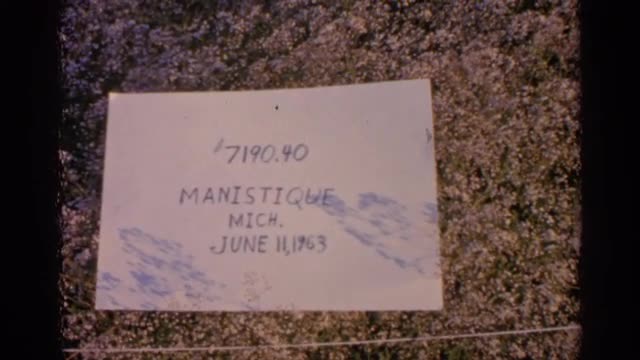 $7190.40
MANISTIQUE
MICH.
JUNE 11, 1963